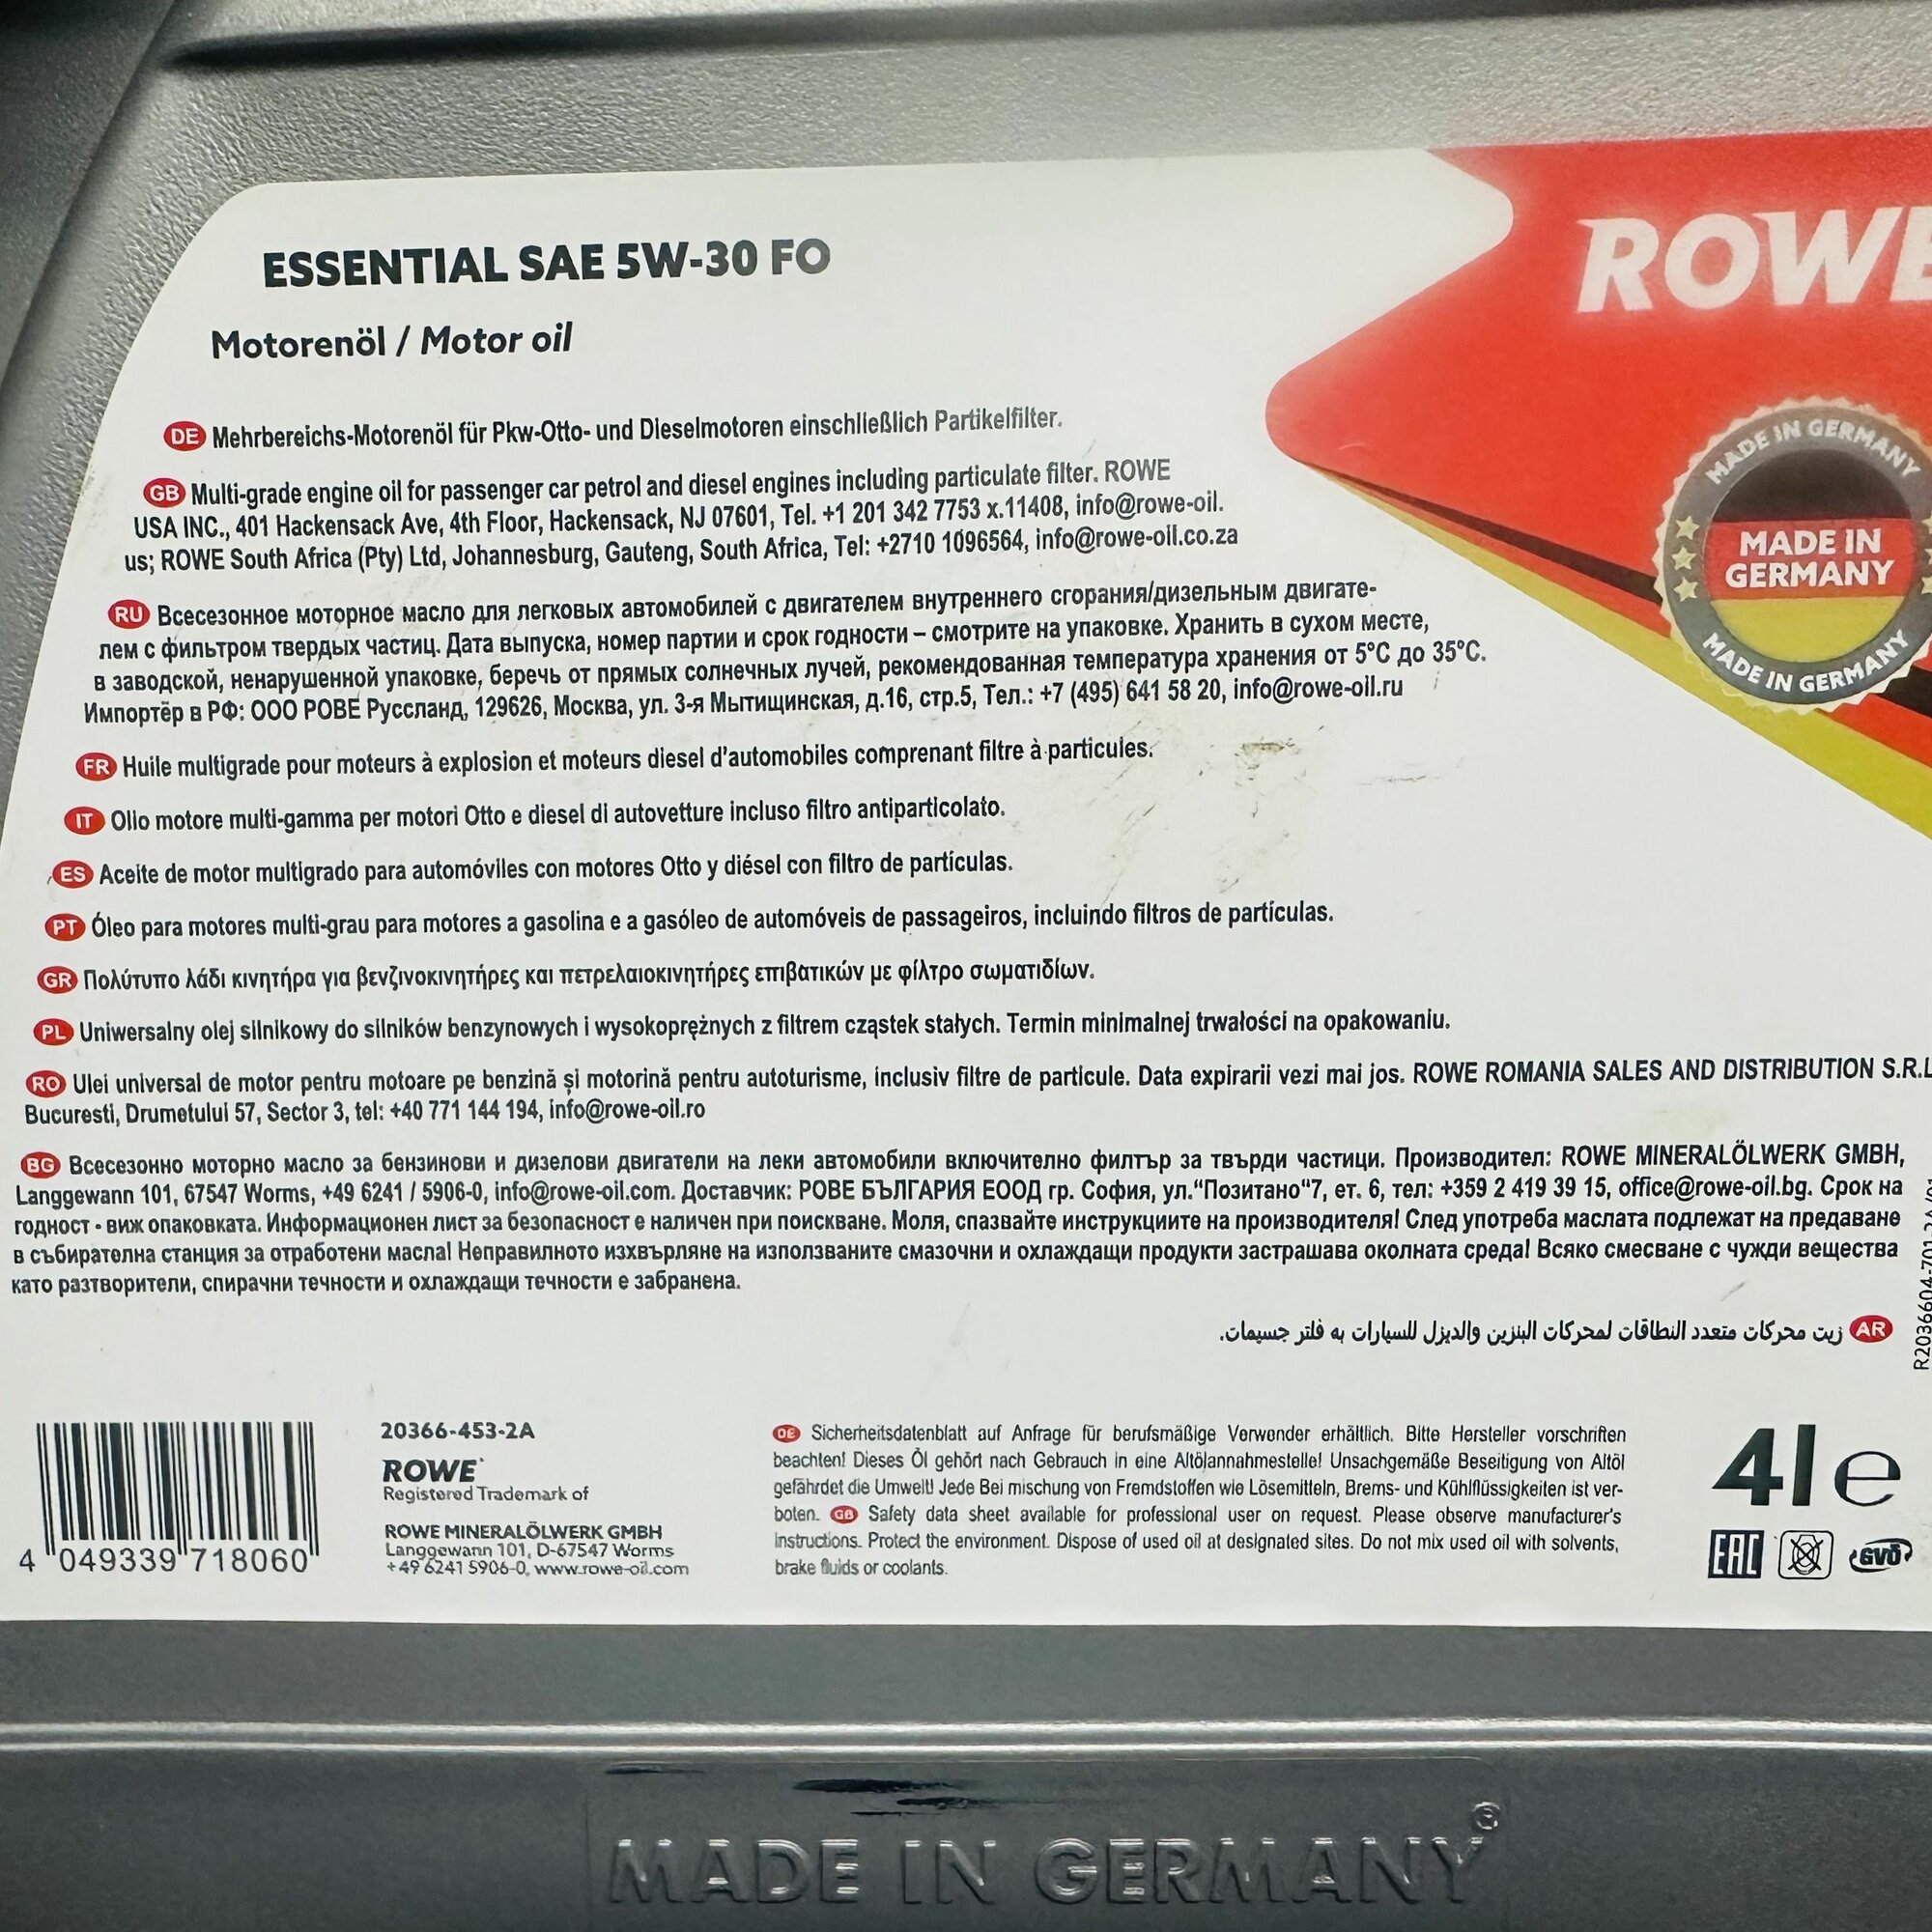 ESSENTIAL SAE 5W-30 FO
Motorenöl / Motor oil
ROWE
MADE IN GERMANY
MADE IN
GERMANY
MADE IN GERMANY
DE Mehrbereichs-Motorenöl für Pkw-Otto- und Dieselmotoren einschließlich Partikelfilter.
GB Multi-grade engine oil for passenger car petrol and diesel engines including particulate filter. ROWE
USA INC., 401 Hackensack Ave, 4th Floor, Hackensack, NJ 07601, Tel. +1 201 342 7753 x.11408, info@rowe-oil.
us; ROWE South Africa (Pty) Ltd, Johannesburg, Gauteng, South Africa, Tel: +2710 1096564, info@rowe-oil.co.za
RU Всесезонное моторное масло для легковых автомобилей с двигателем внутреннего сгорания/дизельным двигате-
лем с фильтром твердых частиц. Дата выпуска, номер партии и срок годности – смотрите на упаковке. Хранить в сухом месте,
в заводской, ненарушенной упаковке, беречь от прямых солнечных лучей, рекомендованная температура хранения от 5°C до 35°C.
Импортёр в РФ: ООО РОВЕ Руссланд, 129626, Москва, ул. 3-я Мытищинская, д.16, стр.5, Тел.: +7 (495) 641 58 20, info@rowe-oil.ru
FR Huile multigrade pour moteurs à explosion et moteurs diesel d'automobiles comprenant filtre à particules.
IT Olio motore multi-gamma per motori Otto e diesel di autovetture incluso filtro antiparticolato.
ES Aceite de motor multigrado para automóviles con motores Otto y diésel con filtro de partículas.
PT Óleo para motores multi-grau para motores a gasolina e a gasóleo de automóveis de passageiros, incluindo filtros de partículas.
GR Πολύτυπο λάδι κινητήρα για βενζινοκινητήρες και πετρελαιοκινητήρες επιβατικών με φίλτρο σωματιδίων.
PL Uniwersalny olej silnikowy do silników benzynowych i wysokoprężnych z filtrem cząstek stałych. Termin minimalnej trwałości na opakowaniu.
RO Ulei universal de motor pentru motoare pe benzină și motorină pentru autoturisme, inclusiv filtre de particule. Data expirarii vezi mai jos. ROWE ROMANIA SALES AND DISTRIBUTION S.R.L
Bucuresti, Drumetului 57, Sector 3, tel: +40 771 144 194, info@rowe-oil.ro
BG Всесезонно моторно масло за бензинови и дизелови двигатели на леки автомобили включително филтър за твърди частици. Производител: ROWE MINERALÖLWERK GMBH,
Langgewann 101, 67547 Worms, +49 6241 / 5906-0, info@rowe-oil.com. Доставчик: РОВЕ БЪЛГАРИЯ ЕООД гр. София, ул."Позитано"7, ет. 6, тел: +359 2 419 39 15, office@rowe-oil.bg. Срок на
годност - виж опаковката. Информационен лист за безопасност е наличен при поискване. Моля, спазвайте инструкциите на производителя! След употреба маслата подлежат на предаване
в събирателна станция за отработени масла! Неправилното изхвърляне на използваните смазочни и охлаждащи продукти застрашава околната среда! Всяко смесване с чужди вещества
като разтворители, спирачни течности и охлаждащи течности е забранена.
AR زيت محركات متعدد النطاقات لمحركات البنزين والديزل للسيارات به فلتر جسيمات.
4 049339 718060
20366-453-2A
ROWE
Registered Trademark of
ROWE MINERALÖLWERK GMBH
Langgewann 101, D-67547 Worms
+49 6241 5906-0, www.rowe-oil.com
DE Sicherheitsdatenblatt auf Anfrage für berufsmäßige Verwender erhältlich. Bitte Hersteller vorschriften
beachten! Dieses Öl gehört nach Gebrauch in eine Altölannahmestelle! Unsachgemäße Beseitigung von Altöl
gefährdet die Umwelt! Jede Bei mischung von Fremdstoffen wie Lösemitteln, Brems- und Kühlflüssigkeiten ist ver-
boten. GB Safety data sheet available for professional user on request. Please observe manufacturer's
instructions. Protect the environment. Dispose of used oil at designated sites. Do not mix used oil with solvents,
brake fluids or coolants.
4l e
EAC GVÖ
MADE IN GERMANY ®